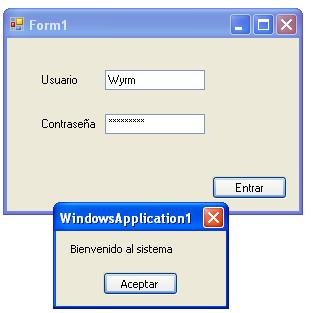 Form1
Usuario Wyrm
Contraseña *********
Entrar
WindowsApplication1
Bienvenido al sistema
Aceptar